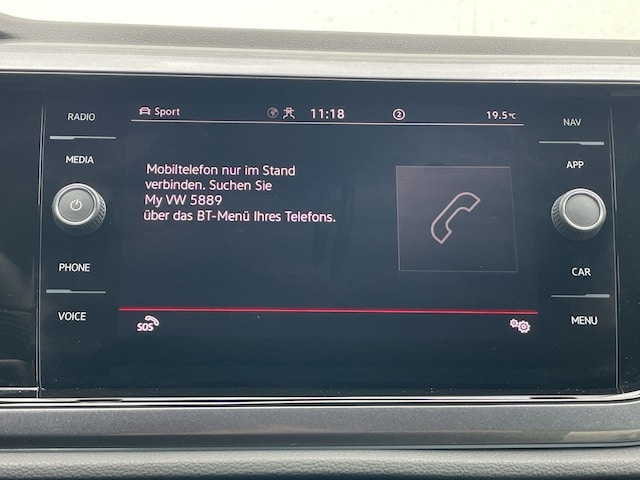 RADIO
MEDIA
PHONE
VOICE
Sport 11:18 2 19.5°C
Mobiltelefon nur im Stand
verbinden. Suchen Sie
My VW 5889
über das BT-Menü Ihres Telefons.
SOS
NAV
APP
CAR
MENU